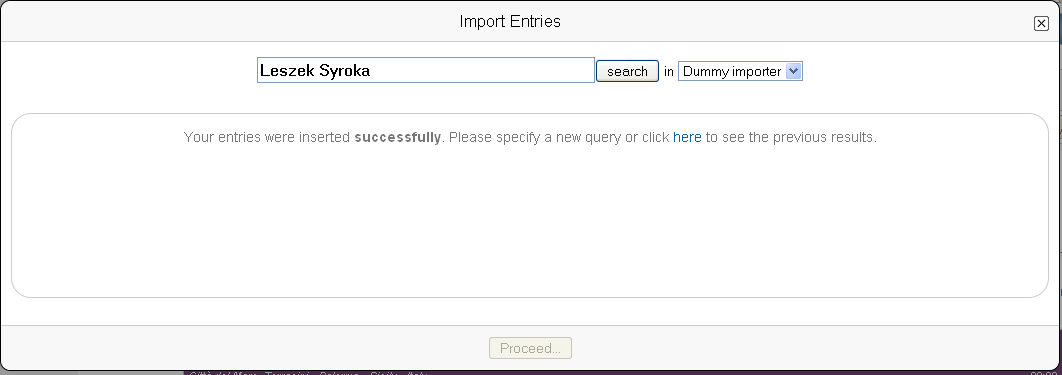 Import Entries
Leszek Syroka search in Dummy importer
Your entries were inserted successfully. Please specify a new query or click here to see the previous results.
Proceed...